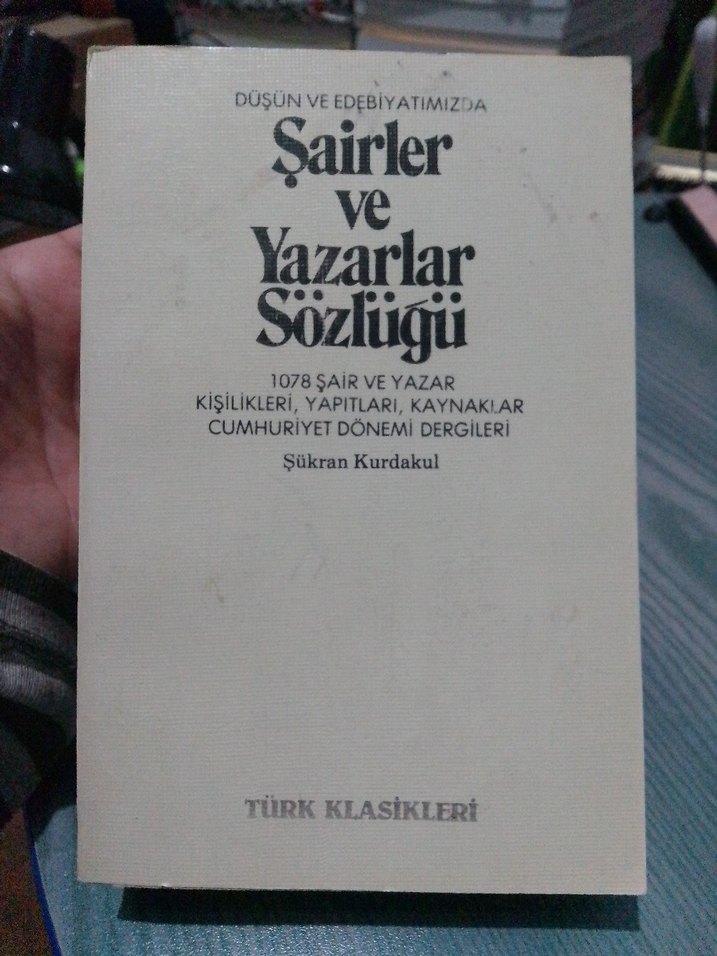 DÜŞÜN VE EDEBİYATIMIZDA
Şairler
ve
Yazarlar
Sözlüğü
1078 ŞAİR VE YAZAR
KİŞİLİKLERİ, YAPITLARI, KAYNAKLAR
CUMHURİYET DÖNEMİ DERGİLERİ
Şükran Kurdakul
TÜRK KLASİKLERİ